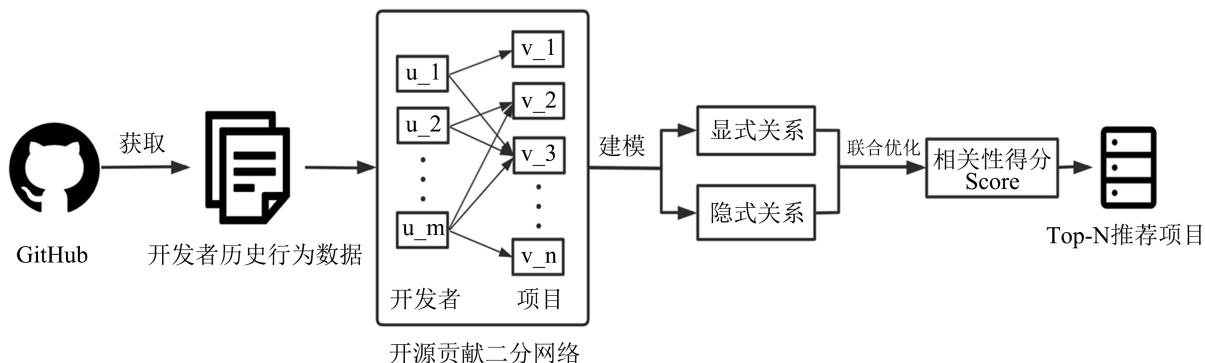 GitHub
获取
开发者历史行为数据
u_1
u_2
u_m
v_1
v_2
v_3
v_n
开发者
项目
开源贡献二分网络
建模
显式关系
隐式关系
联合优化
相关性得分
Score
Top-N推荐项目